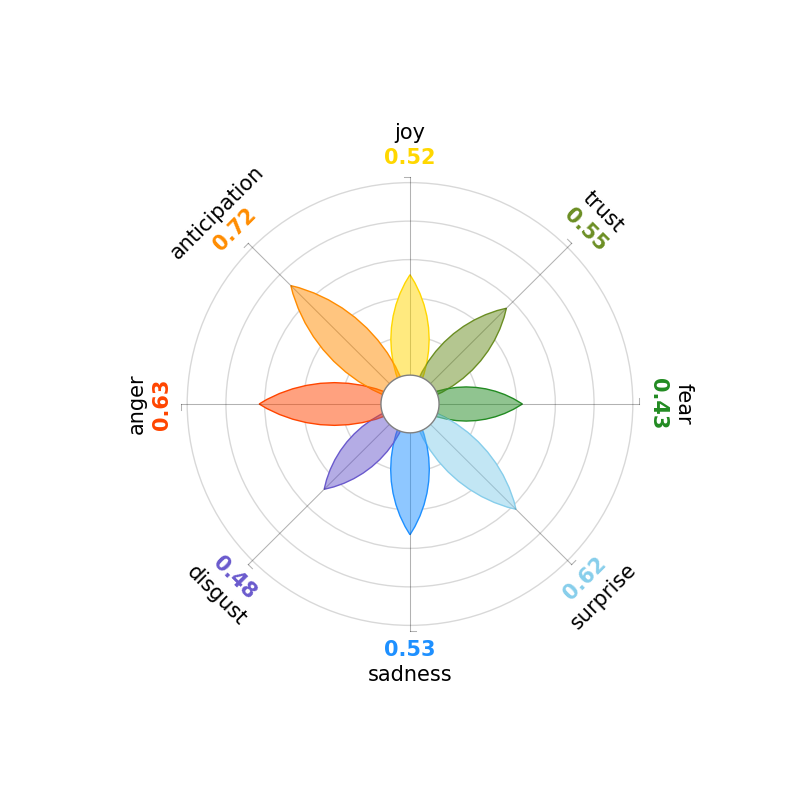 joy
0.52
trust
0.55
fear
0.43
surprise
0.62
sadness
0.53
disgust
0.48
anger
0.63
anticipation
0.72